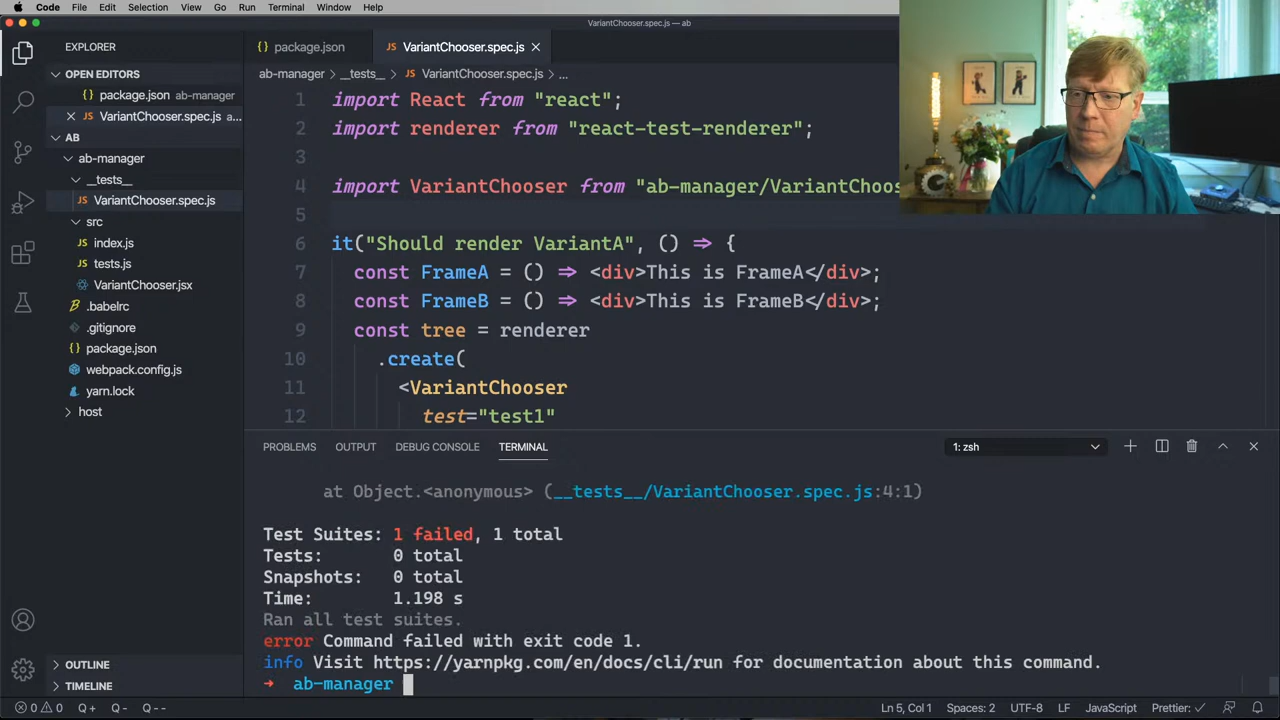 Code File Edit Selection View Go Run Terminal Window Help
VariantChooser.spec.js — ab
EXPLORER
OPEN EDITORS
package.json ab-manager
VariantChooser.spec.js a...
AB
ab-manager
__tests__
JS VariantChooser.spec.js
src
JS index.js
JS tests.js
VariantChooser.jsx
.babelrc
.gitignore
package.json
webpack.config.js
yarn.lock
host
OUTLINE
TIMELINE
JS package.json
JS VariantChooser.spec.js
ab-manager > __tests__ > JS VariantChooser.spec.js > ...
1 import React from "react";
2 import renderer from "react-test-renderer";
3
4 import VariantChooser from "ab-manager/VariantChoos
5
6 it("Should render VariantA", () => {
7 const FrameA = () => <div>This is FrameA</div>;
8 const FrameB = () => <div>This is FrameB</div>;
9 const tree = renderer
10 .create(
11 <VariantChooser
12 test="test1"
PROBLEMS OUTPUT DEBUG CONSOLE TERMINAL 1: zsh
at Object.<anonymous> (__tests__/VariantChooser.spec.js:4:1)
Test Suites: 1 failed, 1 total
Tests: 0 total
Snapshots: 0 total
Time: 1.198 s
Ran all test suites.
error Command failed with exit code 1.
info Visit https://yarnpkg.com/en/docs/cli/run for documentation about this command.
→ ab-manager
0 0 Q+ Q- Q-- Ln 5, Col 1 Spaces: 2 UTF-8 LF JavaScript Prettier: ✓